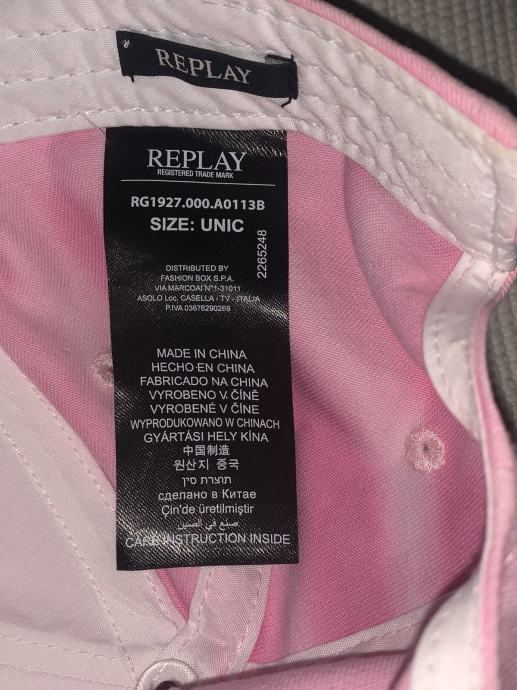 REPLAY
REPLAY
REGISTERED TRADE MARK
RG1927.000.A0113B
SIZE: UNIC
2265248
DISTRIBUTED BY
FASHION BOX S.P.A.
VIA MARCOAI N°1-31011
ASOLO Loc. CASELLA - TV - ITALIA
P.IVA 03676290269
MADE IN CHINA
HECHO EN CHINA
FABRICADO NA CHINA
VYROBENO V ČÍNĚ
VYROBENÉ V ČÍNE
WYPRODUKOWANO W CHINACH
GYÁRTÁSI HELY KÍNA
中国制造
원산지 중국
תוצרת סין
сделано в Китае
Çin'de üretilmiştir
صنع في الصين
CARE INSTRUCTION INSIDE